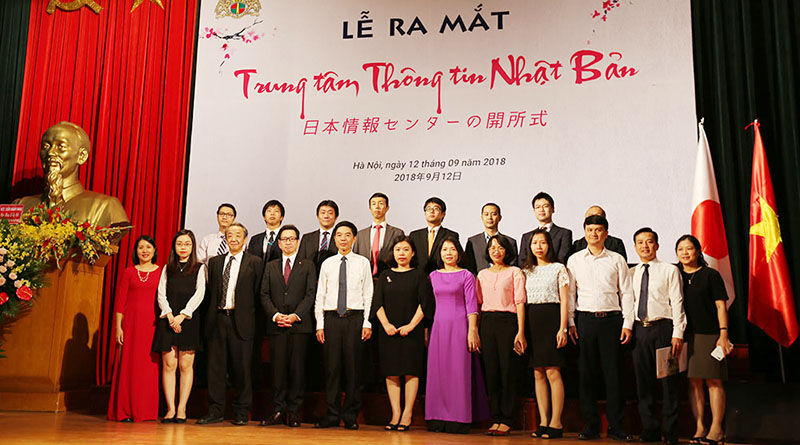 LỄ RA MẮT
Trung tâm Thông tin Nhật Bản
日本情報センターの開所式
Hà Nội, ngày 12 tháng 09 năm 2018
2018年9月12日